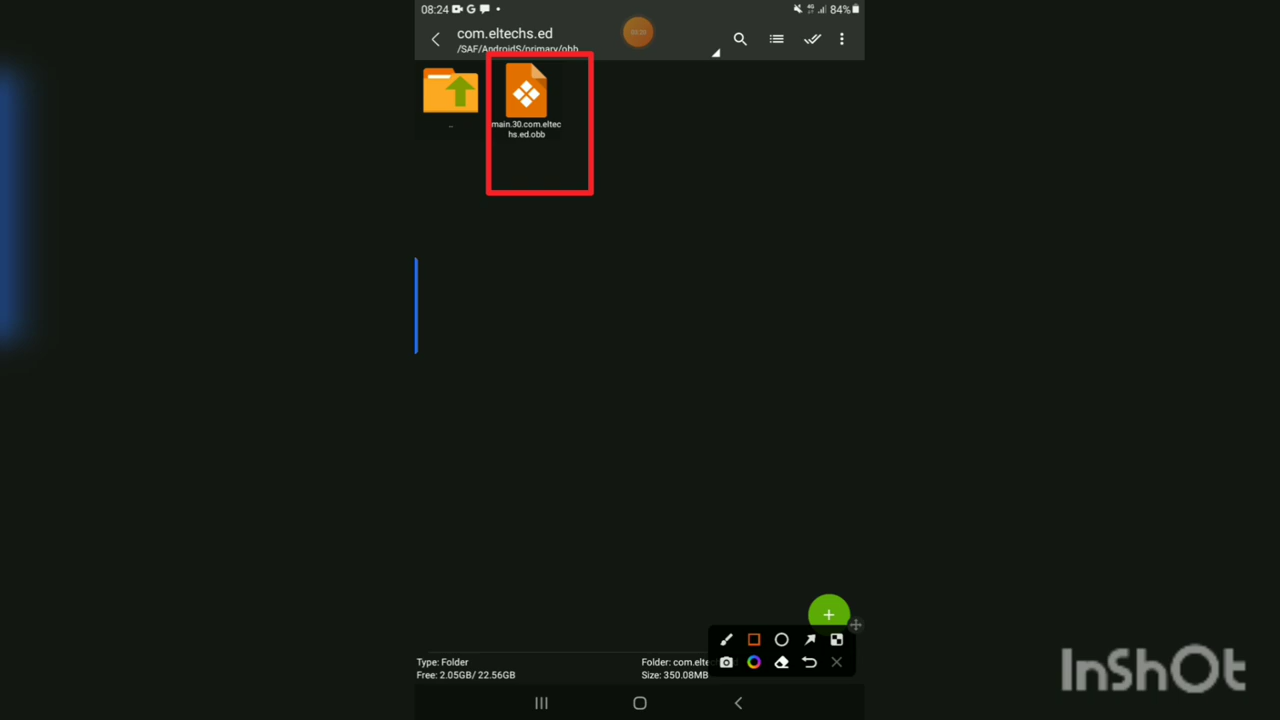 08:24
84%
com.eltechs.ed
/SAF/AndroidS/primary/obb
main.30.com.eltec
hs.ed.obb
..
Type: Folder
Free: 2.05GB/ 22.56GB
Folder: com.eltec
Size: 350.08MB
InShOt